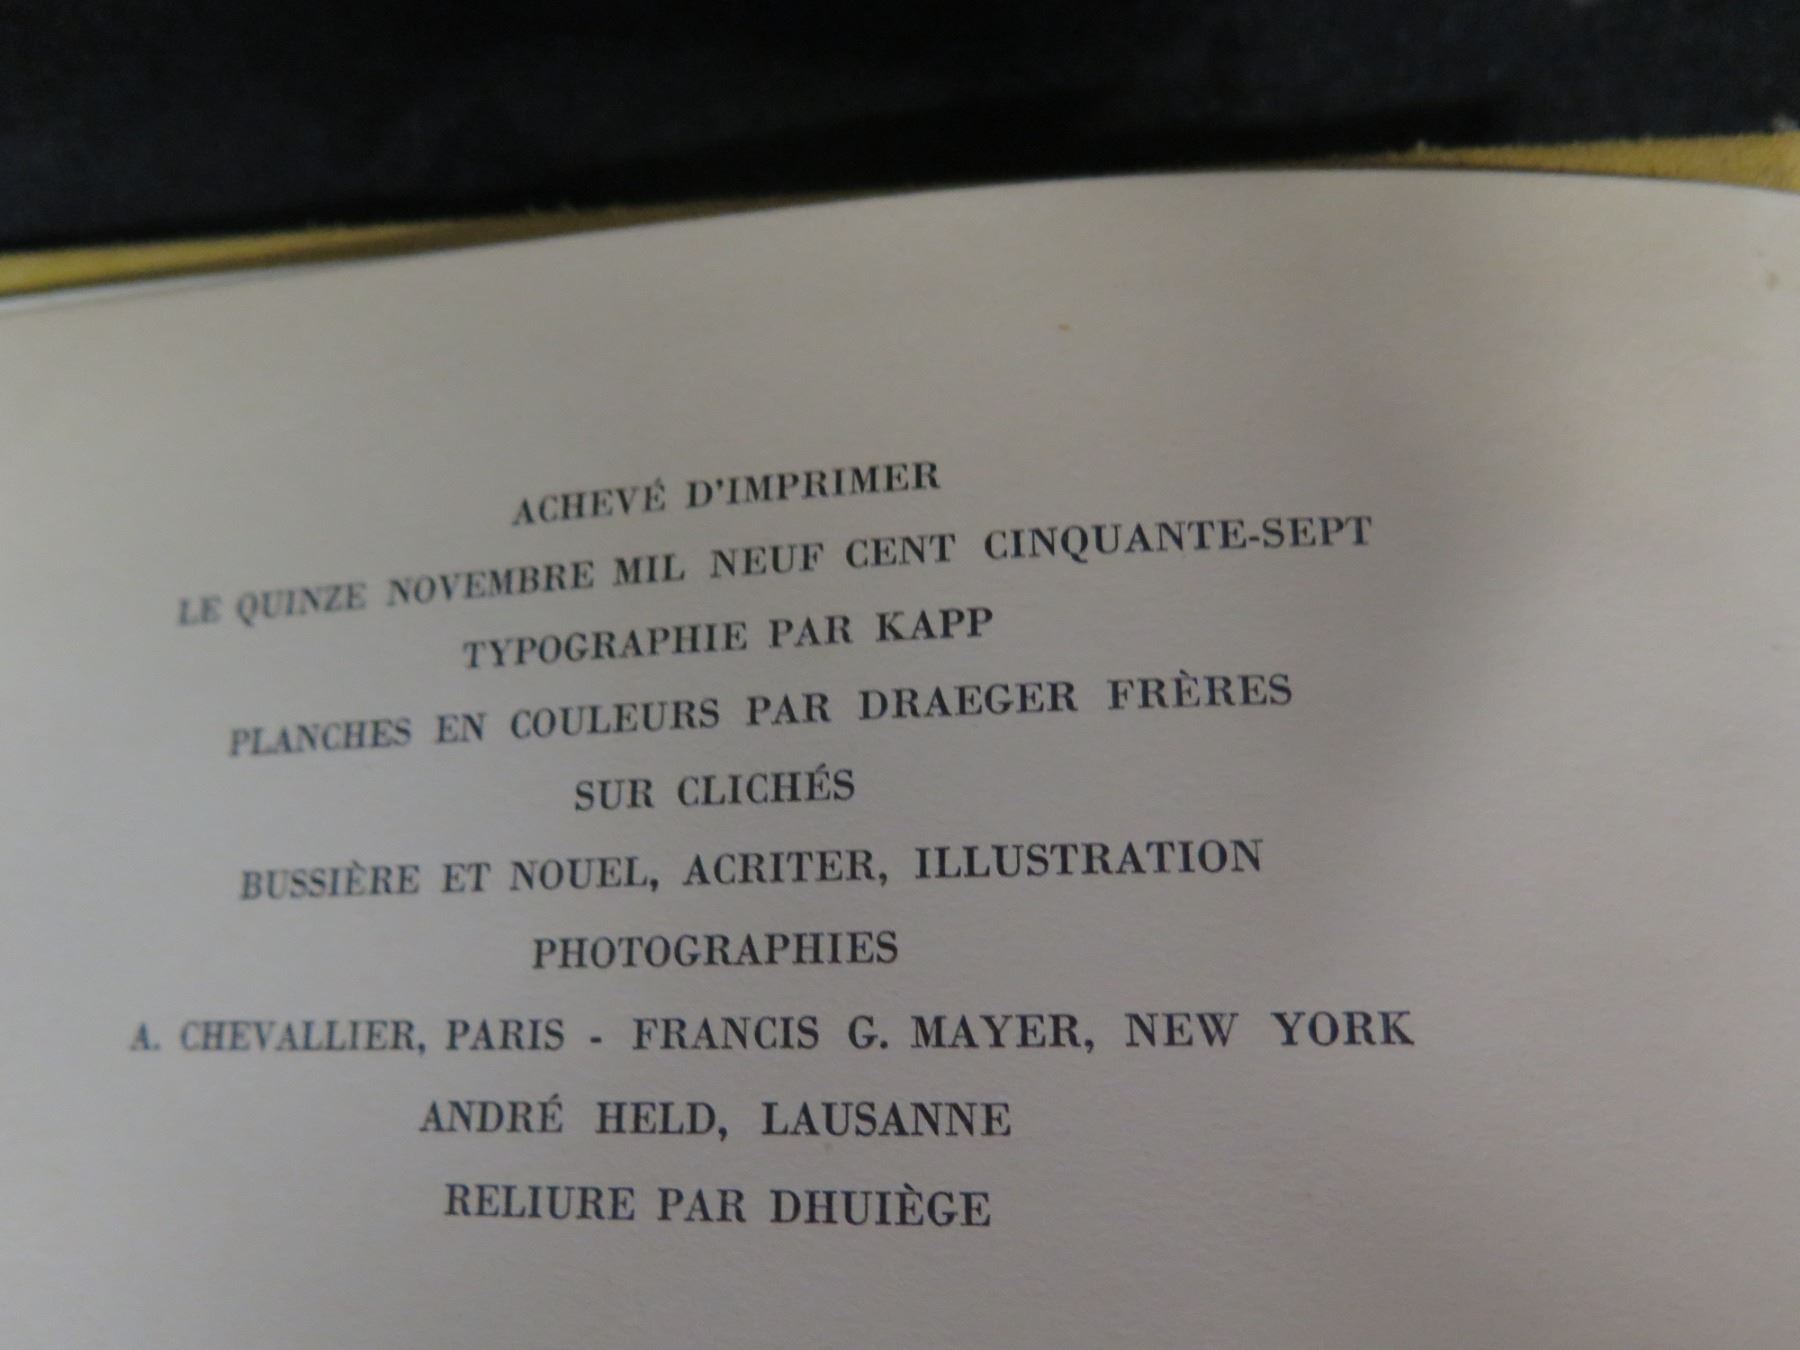 ACHEVÉ D'IMPRIMER
LE QUINZE NOVEMBRE MIL NEUF CENT CINQUANTE-SEPT
TYPOGRAPHIE PAR KAPP
PLANCHES EN COULEURS PAR DRAEGER FRÈRES
SUR CLICHÉS
BUSSIÈRE ET NOUEL, ACRITER, ILLUSTRATION
PHOTOGRAPHIES
A. CHEVALLIER, PARIS - FRANCIS G. MAYER, NEW YORK
ANDRÉ HELD, LAUSANNE
RELIURE PAR DHUIÈGE